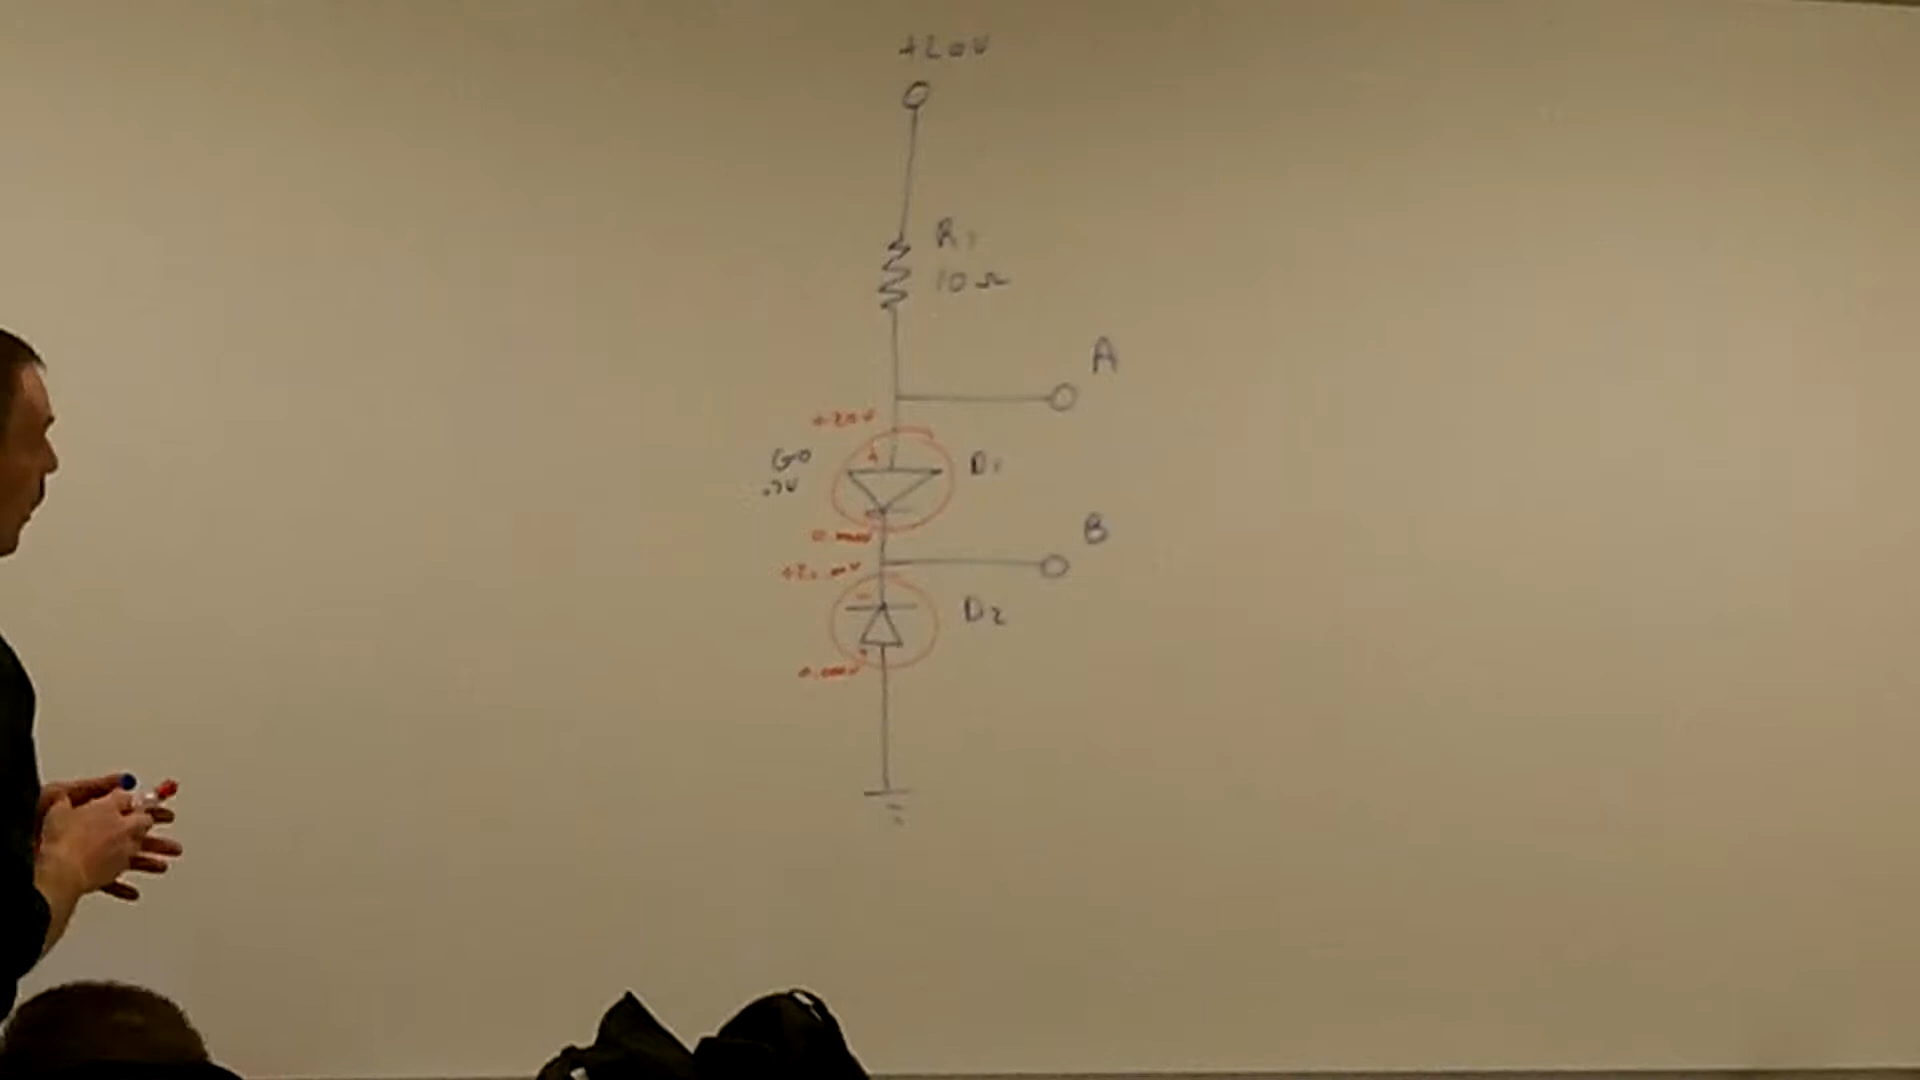 +20V
R1
10Ω
A
+20V
+
GO
.7V
D1
B
-
D2
+